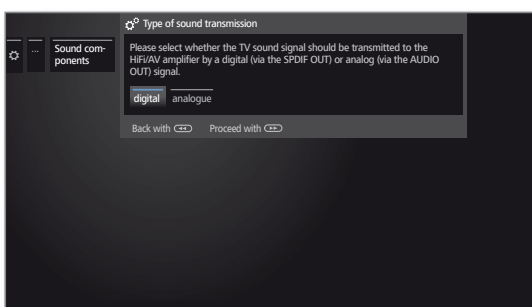 Type of sound transmission
...
Sound com-
ponents
Please select whether the TV sound signal should be transmitted to the
HiFi/AV amplifier by a digital (via the SPDIF OUT) or analog (via the AUDIO
OUT) signal.
digital analogue
Back with Proceed with